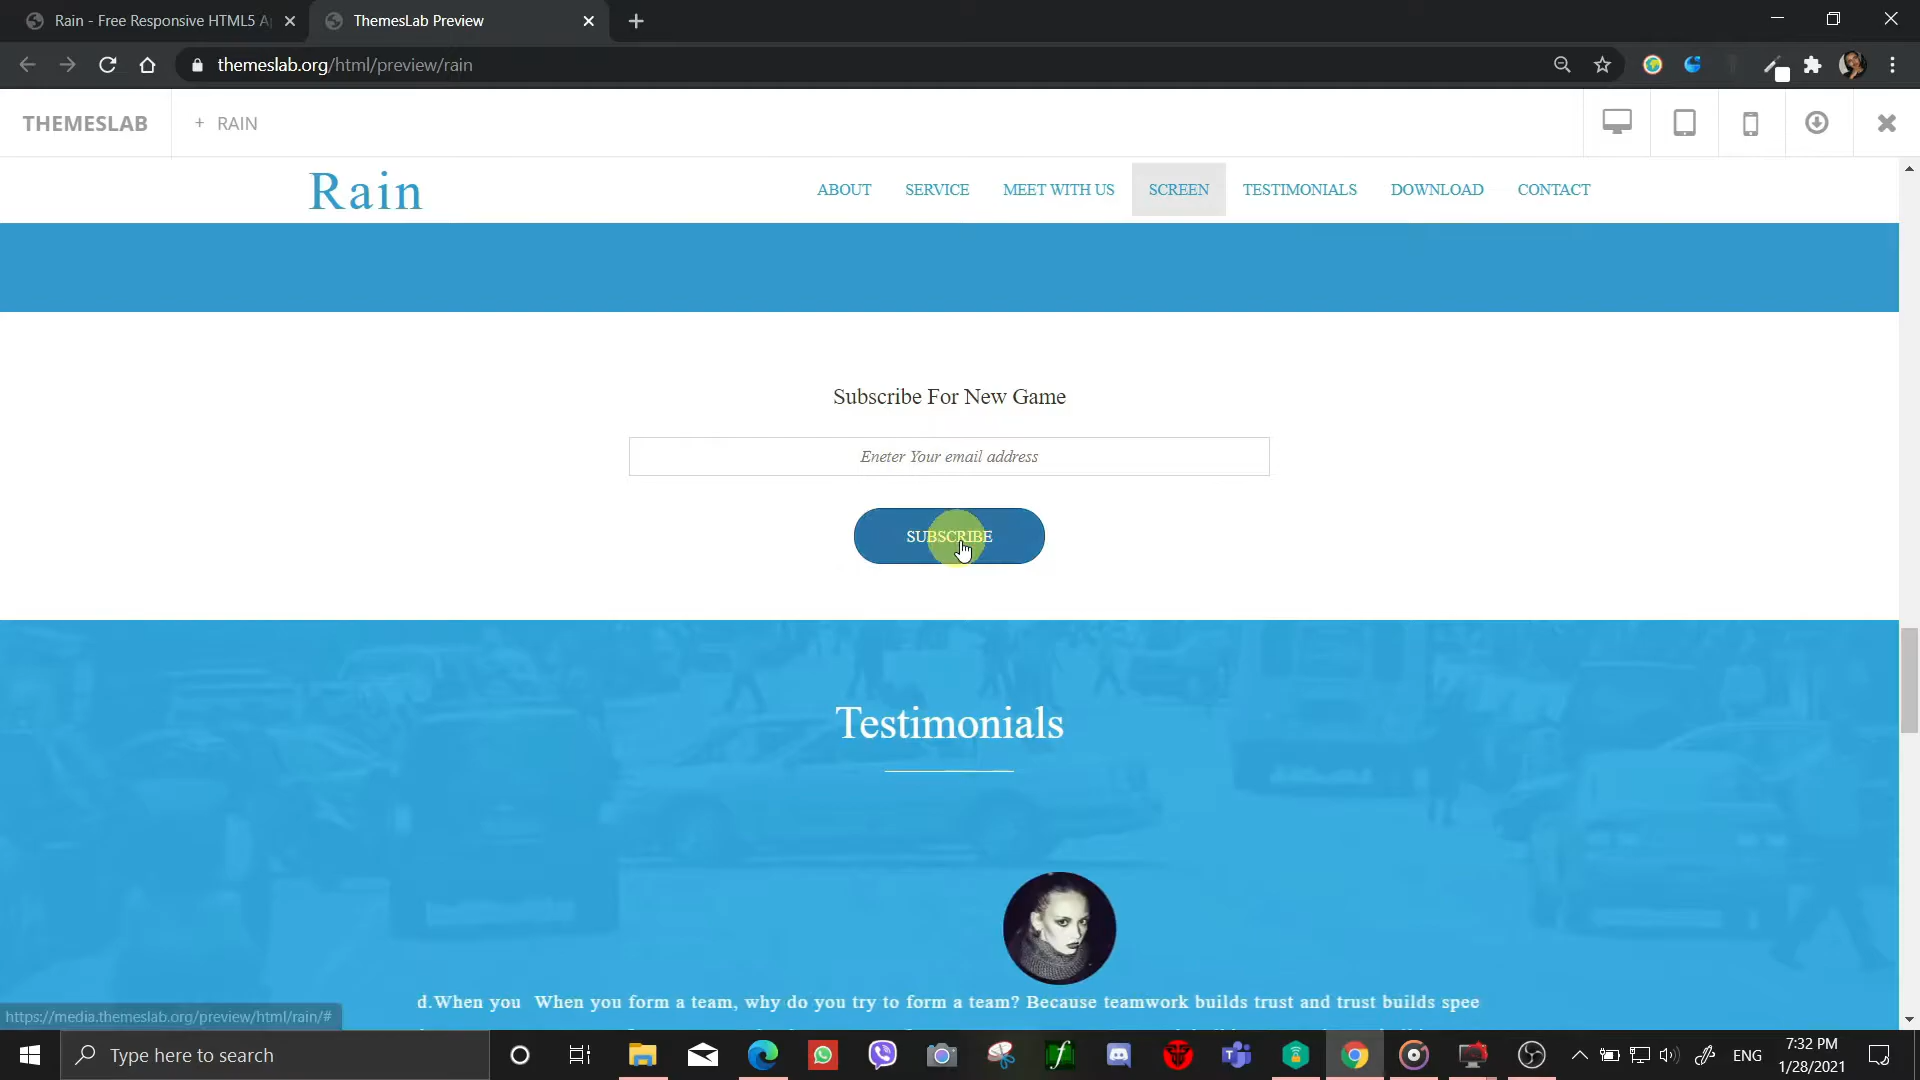 Rain - Free Responsive HTML5 A
ThemesLab Preview
themeslab.org/html/preview/rain
THEMESLAB
+ RAIN
Rain
ABOUT
SERVICE
MEET WITH US
SCREEN
TESTIMONIALS
DOWNLOAD
CONTACT
Subscribe For New Game
Eneter Your email address
SUBSCRIBE
Testimonials
d.When you When you form a team, why do you try to form a team? Because teamwork builds trust and trust builds spee
https://media.themeslab.org/preview/html/rain/#
Type here to search
ENG
7:32 PM
1/28/2021